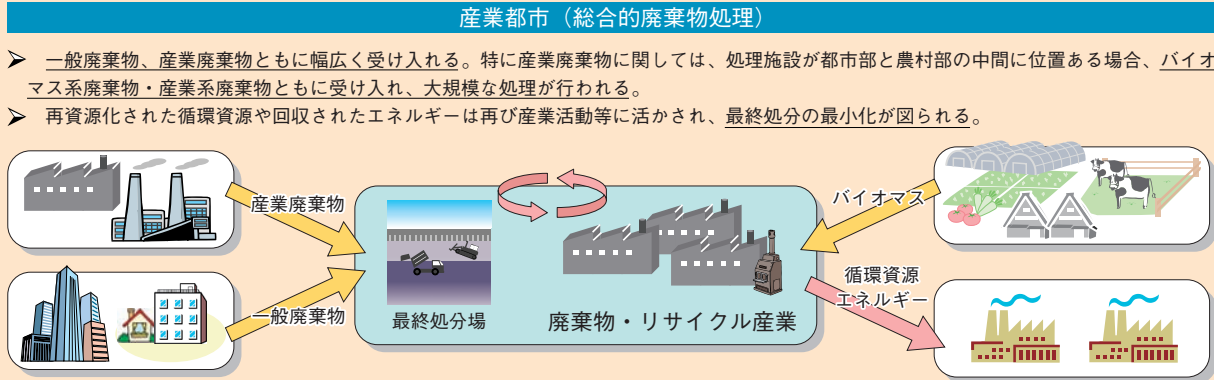 産業都市（総合的廃棄物処理）
➢ 一般廃棄物、産業廃棄物ともに幅広く受け入れる。特に産業廃棄物に関しては、処理施設が都市部と農村部の中間に位置ある場合、バイオ
マス系廃棄物・産業系廃棄物ともに受け入れ、大規模な処理が行われる。
➢ 再資源化された循環資源や回収されたエネルギーは再び産業活動等に活かされ、最終処分の最小化が図られる。
産業廃棄物
一般廃棄物
最終処分場
廃棄物・リサイクル産業
バイオマス
循環資源
エネルギー